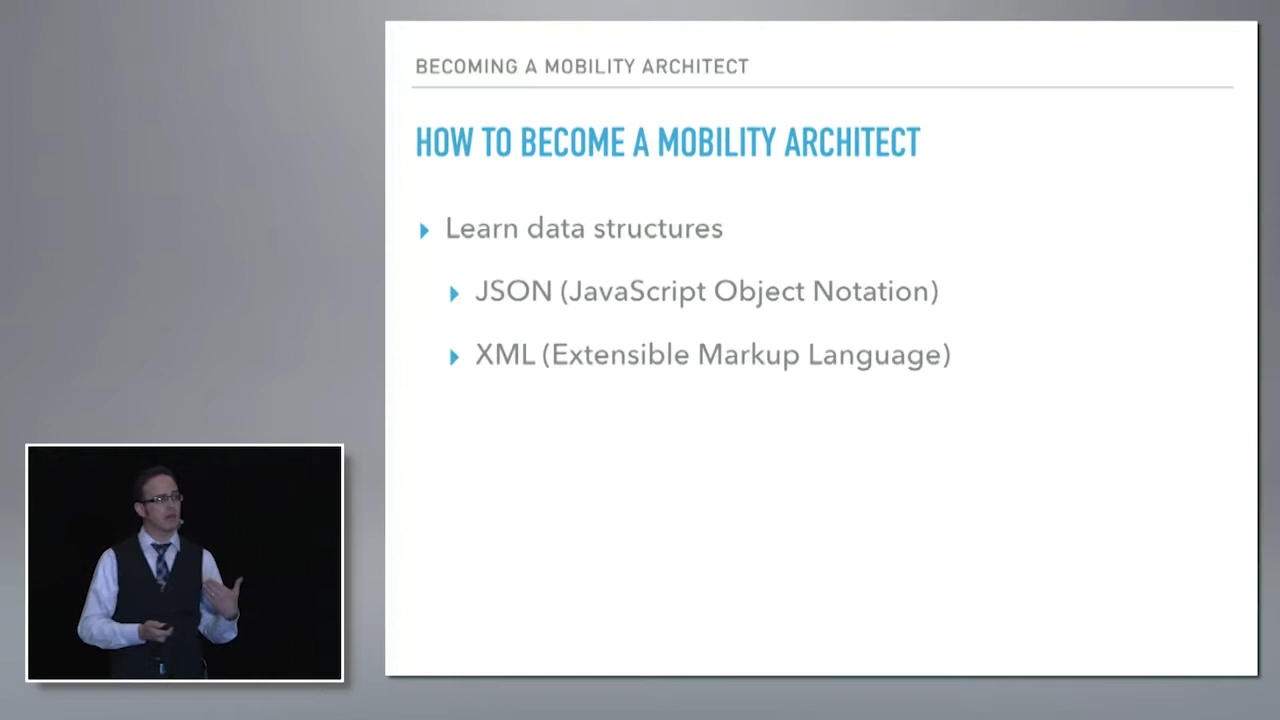 BECOMING A MOBILITY ARCHITECT
HOW TO BECOME A MOBILITY ARCHITECT
Learn data structures
JSON (JavaScript Object Notation)
XML (Extensible Markup Language)